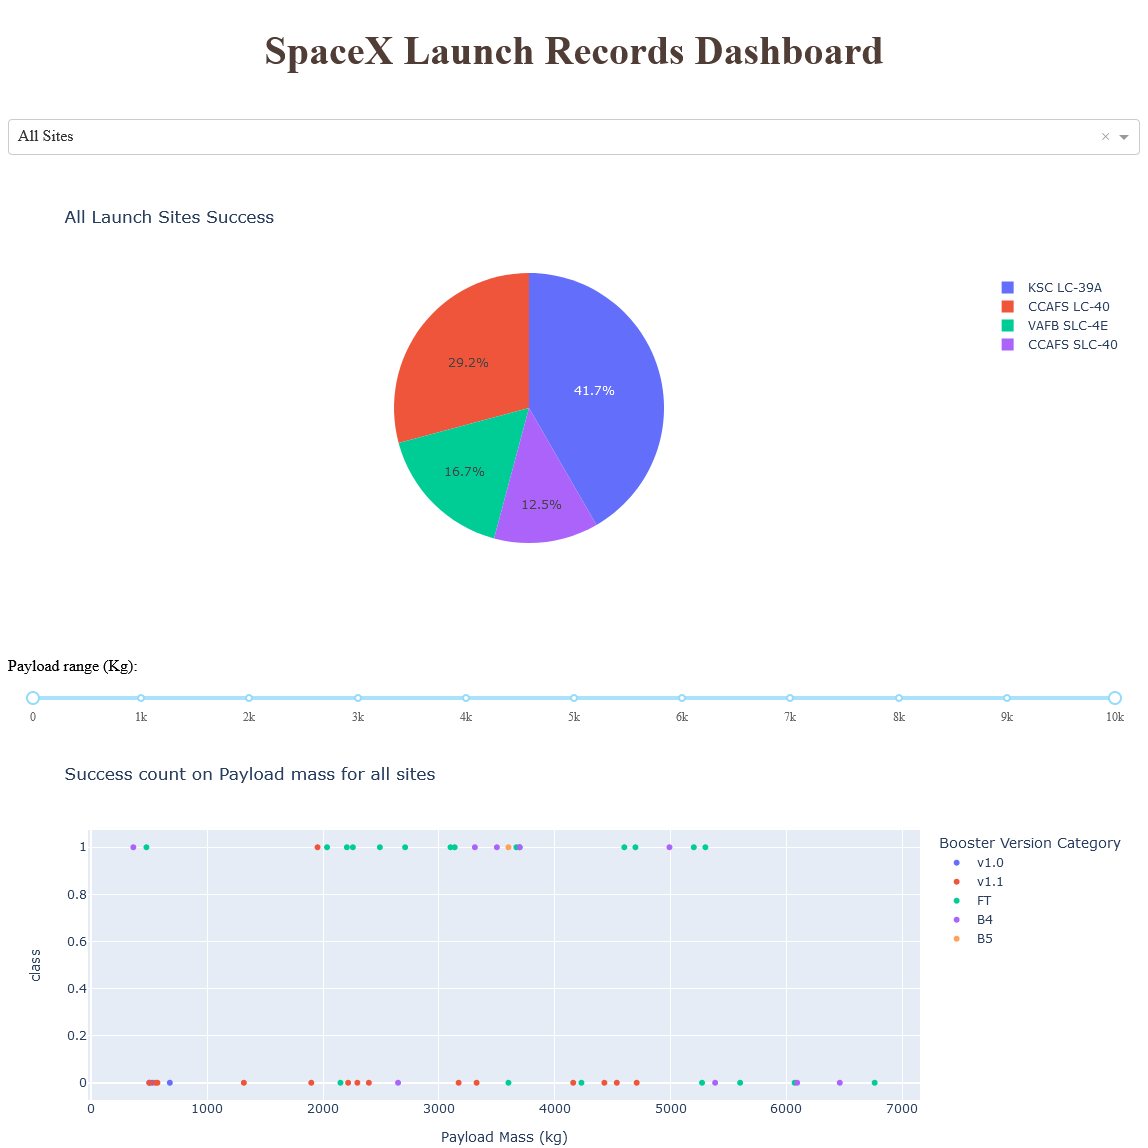 SpaceX Launch Records Dashboard
All Sites
×
All Launch Sites Success
KSC LC-39A
CCAFS LC-40
VAFB SLC-4E
CCAFS SLC-40
29.2%
41.7%
16.7%
12.5%
Payload range (Kg):
0 1k 2k 3k 4k 5k 6k 7k 8k 9k 10k
Success count on Payload mass for all sites
Booster Version Category
v1.0
v1.1
FT
B4
B5
class
1
0.8
0.6
0.4
0.2
0
0 1000 2000 3000 4000 5000 6000 7000
Payload Mass (kg)